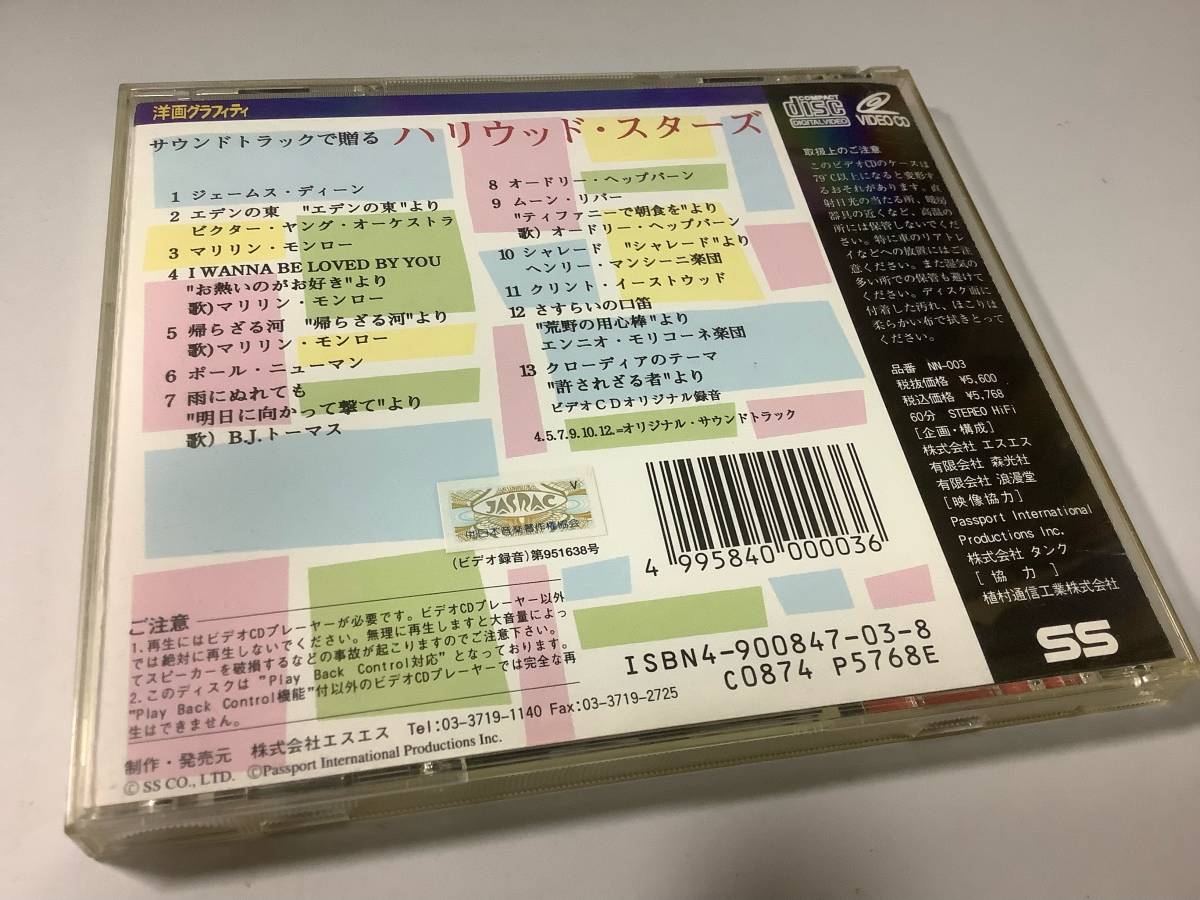 洋画グラフィティ
サウンドトラックで贈る ハリウッド・スターズ
1 ジェームス・ディーン
2 エデンの東 "エデンの東"より
ビクター・ヤング・オーケストラ
3 マリリン・モンロー
4 I WANNA BE LOVED BY YOU
"お熱いのがお好き"より
歌)マリリン・モンロー
5 帰らざる河 "帰らざる河"より
歌)マリリン・モンロー
6 ポール・ニューマン
7 雨にぬれても
"明日に向かって撃て"より
歌) B.J.トーマス
8 オードリー・ヘップバーン
9 ムーン・リバー
"ティファニーで朝食を"より
歌) オードリー・ヘップバーン
10 シャレード "シャレード"より
ヘンリー・マンシーニ楽団
11 クリント・イーストウッド
12 さすらいの口笛
"荒野の用心棒"より
エンニオ・モリコーネ楽団
13 クローディアのテーマ
"許されざる者"より
ビデオCDオリジナル録音
4.5.7.9.10.12.=オリジナル・サウンドトラック
JASRAC
V
日本音楽著作権協会
(ビデオ録音)第951638号
4 995840 000036
ISBN4-900847-03-8
C0874 P5768E
ご注意
1.再生にはビデオCDプレーヤーが必要です。ビデオCDプレーヤー以外
では絶対に再生しないでください。無理に再生しますと大音量によっ
てスピーカーを破損するなどの事故が起こりますのでご注意下さい。
2.このディスクは "Play Back Control対応" となっております。
"Play Back Control機能"付以外のビデオCDプレーヤーでは完全な再
生はできません。
制作・発売元 株式会社エスエス Tel:03-3719-1140 Fax:03-3719-2725
© SS CO., LTD. ©Passport International Productions Inc.
COMPACT
disc
DIGITAL VIDEO
VIDEO CD
取扱上のご注意
このビデオCDのケースは
79°C以上になると変形す
るおそれがあります。直
射日光の当たる所、暖房
器具の近くなど、高温の
所には保管しないでくだ
さい。特に車のリアトレ
イなどへの放置にはご注
意ください。また湿気の
多い所での保管も避けて
ください。ディスク面に
付着した汚れ、ほこりは
柔らかい布で拭きとって
ください。
品番 NN-003
税抜価格 ¥5,600
税込価格 ¥5,768
60分 STEREO HiFi
[企画・構成]
株式会社 エスエス
有限会社 森光社
有限会社 浪漫堂
[映像協力]
Passport International
Productions Inc.
株式会社 タンク
[協力]
植村通信工業株式会社
SS